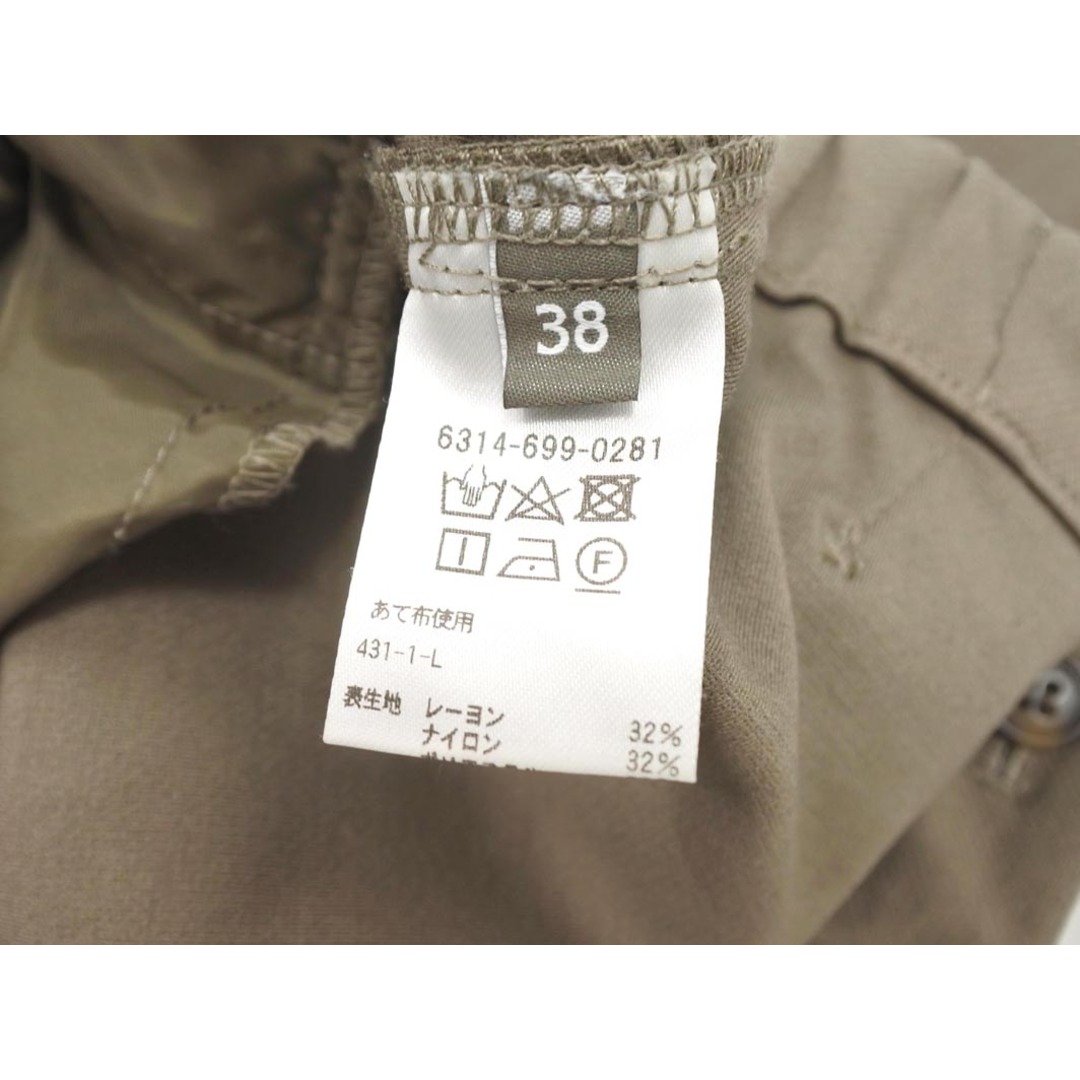 38
6314-699-0281
F
あて布使用
431-1-L
表生地 レーヨン 32%
ナイロン 32%